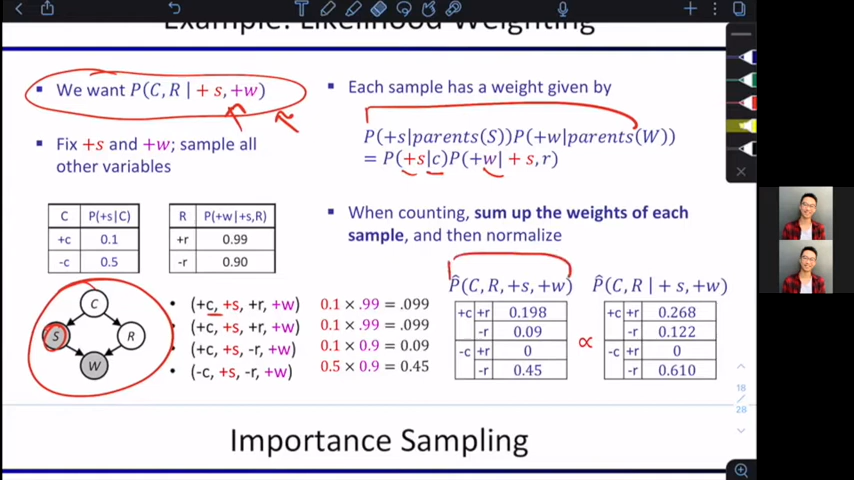 Example: Likelihood Weighting
We want P(C, R | + s, +w)
Fix +s and +w; sample all
other variables
C P(+s|C)
+c 0.1
-c 0.5
R P(+w|+s,R)
+r 0.99
-r 0.90
C
S
R
W
(+c, +s, +r, +w) 0.1 × .99 = .099
(+c, +s, +r, +w) 0.1 × .99 = .099
(+c, +s, -r, +w) 0.1 × 0.9 = 0.09
(-c, +s, -r, +w) 0.5 × 0.9 = 0.45
Each sample has a weight given by
P(+s|parents(S))P(+w|parents(W))
= P(+s|c)P(+w| + s, r)
When counting, sum up the weights of each
sample, and then normalize
P̂(C, R, +s, +w)
+c +r 0.198
-r 0.09
-c +r 0
-r 0.45
∝
P̂(C, R | + s, +w)
+c +r 0.268
-r 0.122
-c +r 0
-r 0.610
18
/
28
Importance Sampling